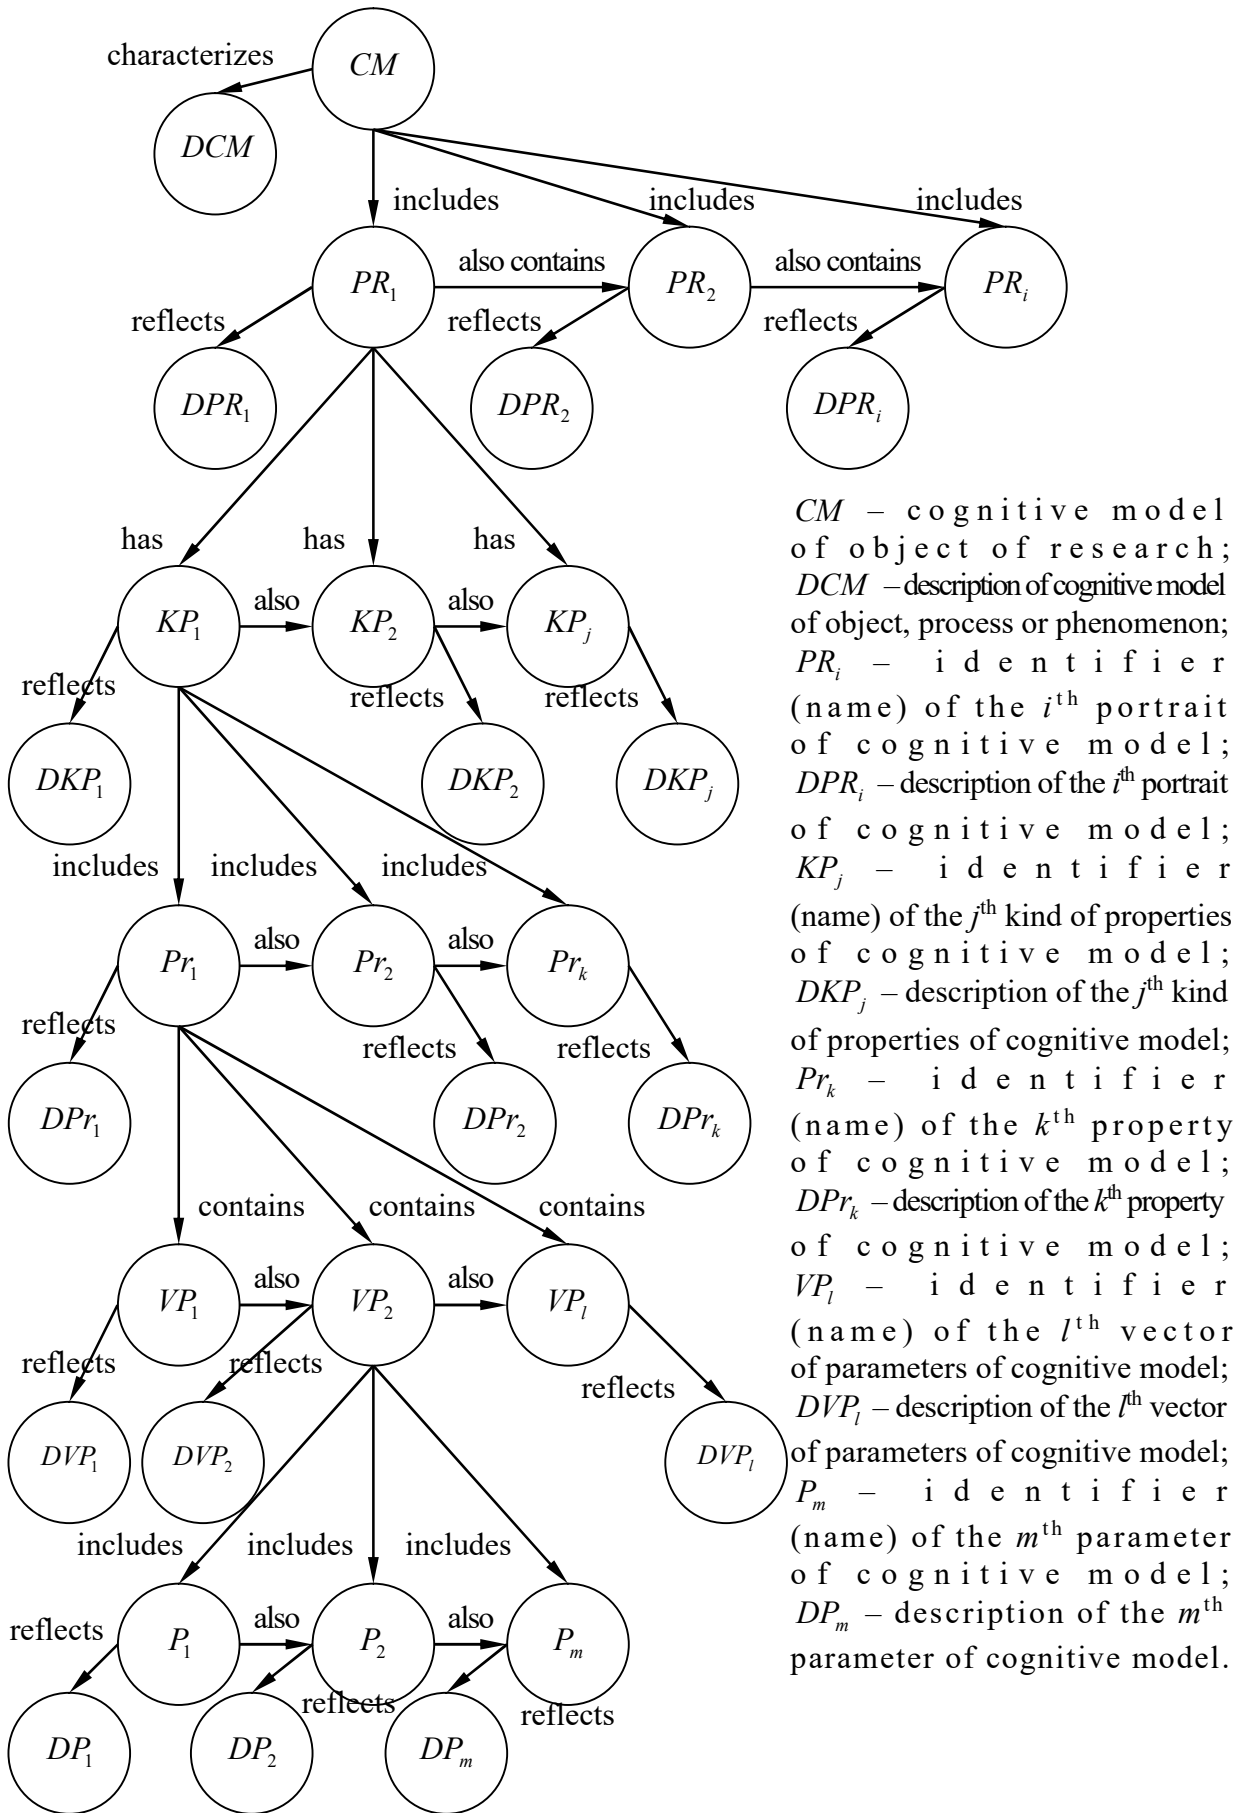 characterizes
CM
DCM
includes
includes
includes
PR₁
also contains
PR₂
also contains
PRᵢ
reflects
reflects
reflects
DPR₁
DPR₂
DPRᵢ
has
has
has
KP₁
also
KP₂
also
KPⱼ
reflects
reflects
reflects
DKP₁
DKP₂
DKPⱼ
includes
includes
includes
Pr₁
also
Pr₂
also
Prₖ
reflects
reflects
reflects
DPr₁
DPr₂
DPrₖ
contains
contains
contains
VP₁
also
VP₂
also
VPₗ
reflects
reflects
reflects
DVP₁
DVP₂
DVPₗ
includes
includes
includes
P₁
also
P₂
also
Pₘ
reflects
reflects
reflects
DP₁
DP₂
DPₘ
CM – cognitive model
of object of research;
DCM – description of cognitive model
of object, process or phenomenon;
PRᵢ – identifier
(name) of the iᵗʰ portrait
of cognitive model;
DPRᵢ – description of the iᵗʰ portrait
of cognitive model;
KPⱼ – identifier
(name) of the jᵗʰ kind of properties
of cognitive model;
DKPⱼ – description of the jᵗʰ kind
of properties of cognitive model;
Prₖ – identifier
(name) of the kᵗʰ property
of cognitive model;
DPrₖ – description of the kᵗʰ property
of cognitive model;
VPₗ – identifier
(name) of the lᵗʰ vector
of parameters of cognitive model;
DVPₗ – description of the lᵗʰ vector
of parameters of cognitive model;
Pₘ – identifier
(name) of the mᵗʰ parameter
of cognitive model;
DPₘ – description of the mᵗʰ
parameter of cognitive model.